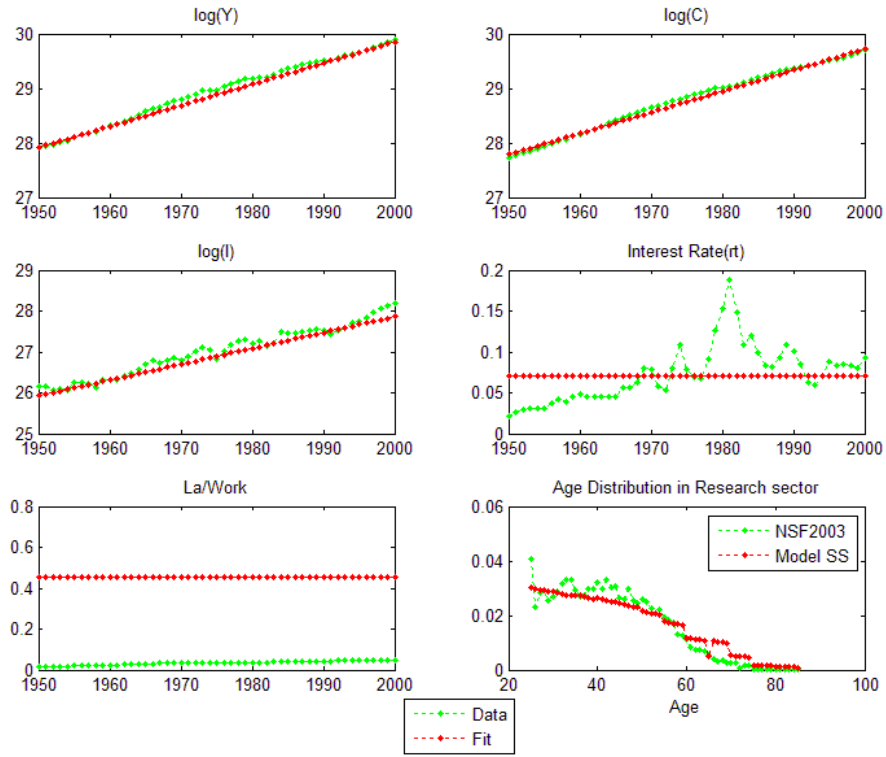 log(Y)
30
29
28
27
1950 1960 1970 1980 1990 2000
log(C)
30
29
28
27
1950 1960 1970 1980 1990 2000
log(I)
29
28
27
26
25
1950 1960 1970 1980 1990 2000
Interest Rate(rt)
0.2
0.15
0.1
0.05
0
1950 1960 1970 1980 1990 2000
La/Work
0.8
0.6
0.4
0.2
0
1950 1960 1970 1980 1990 2000
Age Distribution in Research sector
0.06
0.04
0.02
0
NSF2003
Model SS
20 40 60 80 100
Age
Data
Fit